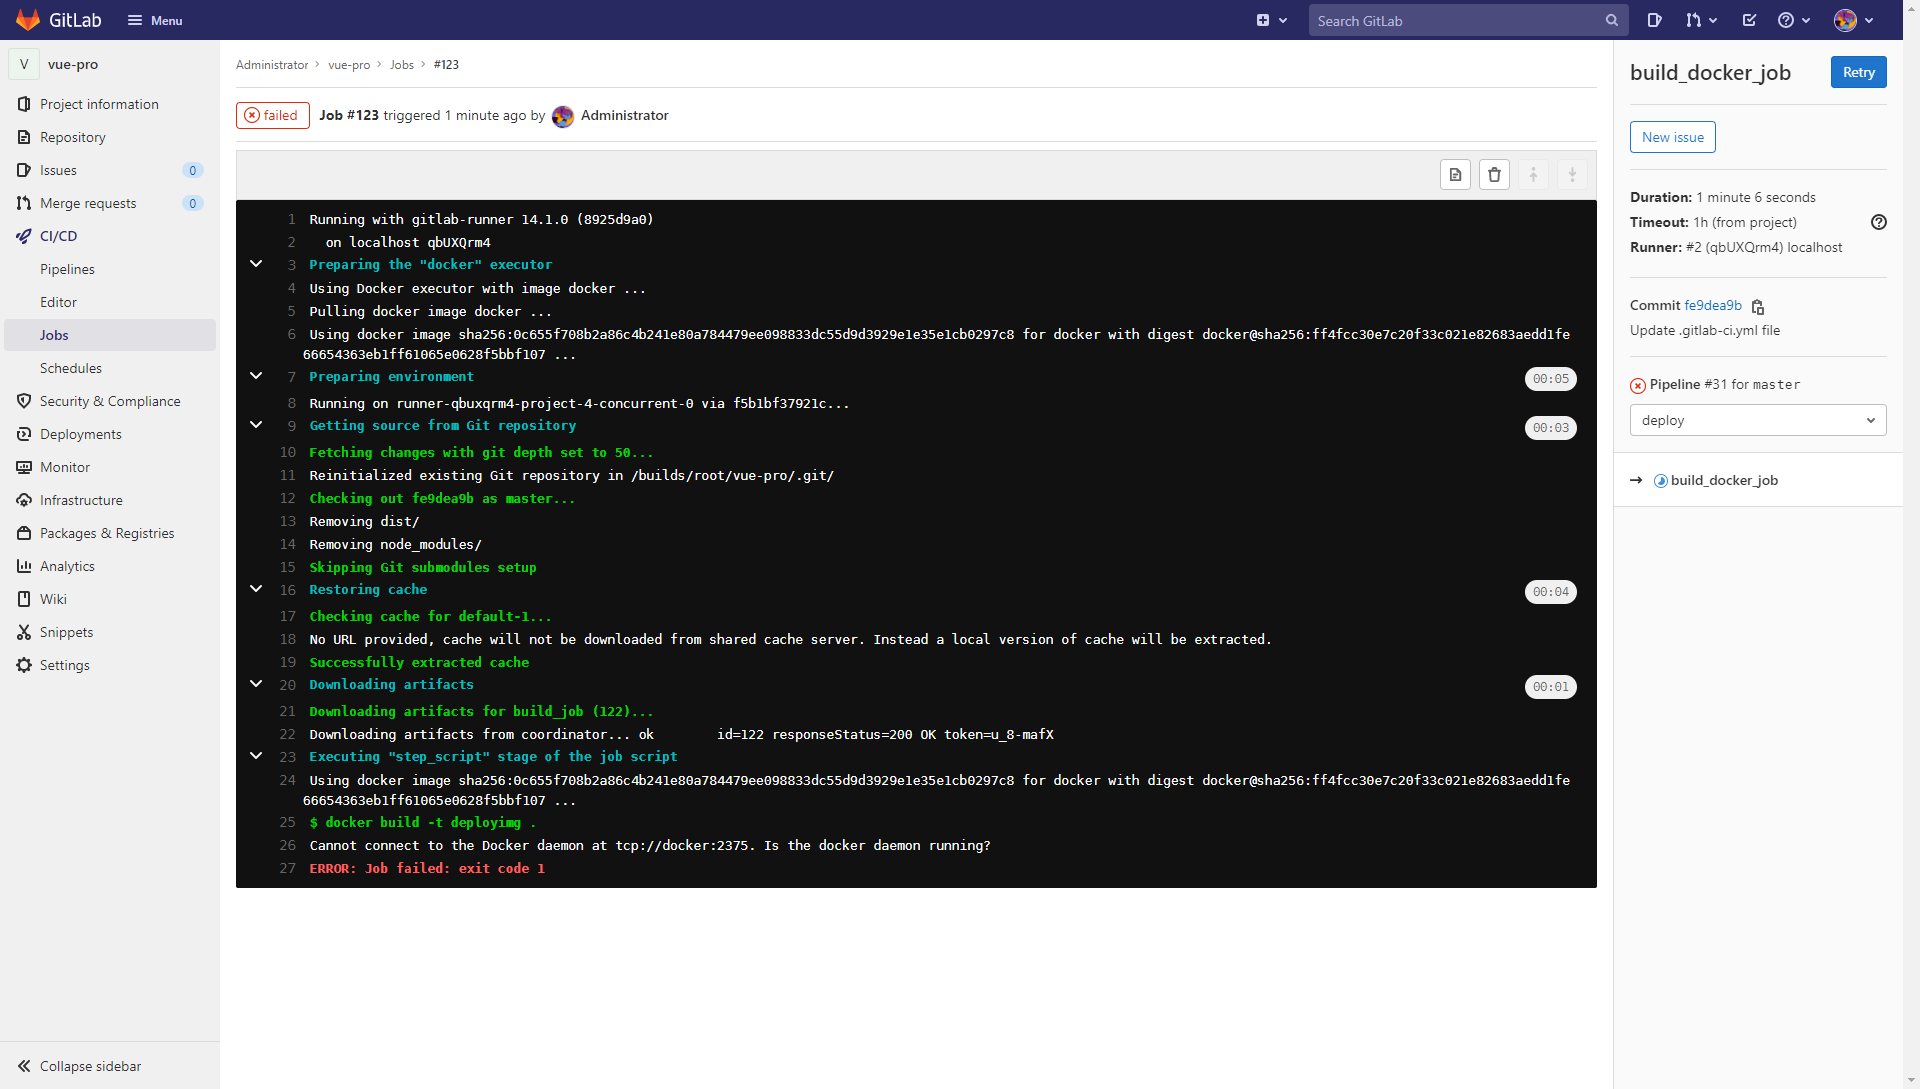 GitLab
Menu
Search GitLab
V
vue-pro
Project information
Repository
Issues 0
Merge requests 0
CI/CD
Pipelines
Editor
Jobs
Schedules
Security & Compliance
Deployments
Monitor
Infrastructure
Packages & Registries
Analytics
Wiki
Snippets
Settings
Collapse sidebar
Administrator > vue-pro > Jobs > #123
failed Job #123 triggered 1 minute ago by Administrator
1 Running with gitlab-runner 14.1.0 (8925d9a0)
2 on localhost qbUXQrm4
3 Preparing the "docker" executor
4 Using Docker executor with image docker ...
5 Pulling docker image docker ...
6 Using docker image sha256:0c655f708b2a86c4b241e80a784479ee098833dc55d9d3929e1e35e1cb0297c8 for docker with digest docker@sha256:ff4fcc30e7c20f33c021e82683aedd1fe
66654363eb1ff61065e0628f5bbf107 ...
7 Preparing environment 00:05
8 Running on runner-qbuxqrm4-project-4-concurrent-0 via f5b1bf37921c...
9 Getting source from Git repository 00:03
10 Fetching changes with git depth set to 50...
11 Reinitialized existing Git repository in /builds/root/vue-pro/.git/
12 Checking out fe9dea9b as master...
13 Removing dist/
14 Removing node_modules/
15 Skipping Git submodules setup
16 Restoring cache 00:04
17 Checking cache for default-1...
18 No URL provided, cache will not be downloaded from shared cache server. Instead a local version of cache will be extracted.
19 Successfully extracted cache
20 Downloading artifacts 00:01
21 Downloading artifacts for build_job (122)...
22 Downloading artifacts from coordinator... ok id=122 responseStatus=200 OK token=u_8-mafX
23 Executing "step_script" stage of the job script
24 Using docker image sha256:0c655f708b2a86c4b241e80a784479ee098833dc55d9d3929e1e35e1cb0297c8 for docker with digest docker@sha256:ff4fcc30e7c20f33c021e82683aedd1fe
66654363eb1ff61065e0628f5bbf107 ...
25 $ docker build -t deployimg .
26 Cannot connect to the Docker daemon at tcp://docker:2375. Is the docker daemon running?
27 ERROR: Job failed: exit code 1
build_docker_job
Retry
New issue
Duration: 1 minute 6 seconds
Timeout: 1h (from project)
Runner: #2 (qbUXQrm4) localhost
Commit fe9dea9b
Update .gitlab-ci.yml file
Pipeline #31 for master
deploy
build_docker_job